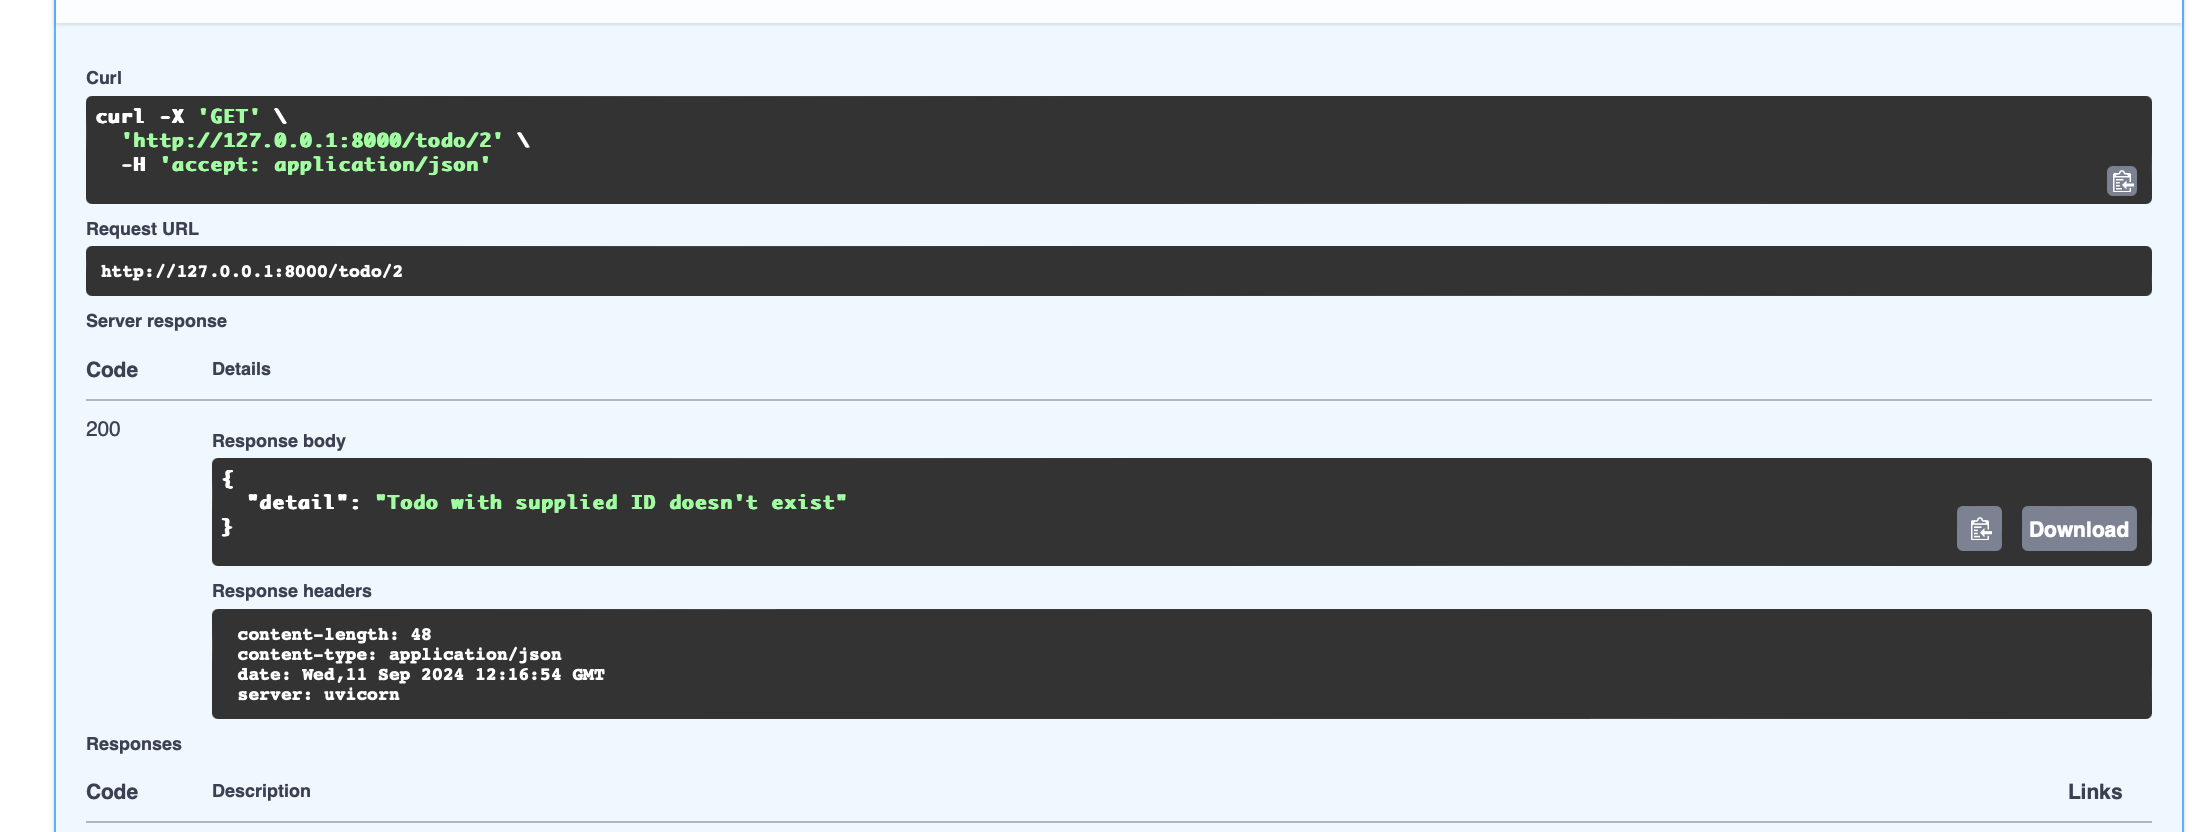 Curl
curl -X 'GET' \
  'http://127.0.0.1:8000/todo/2' \
  -H 'accept: application/json'
Request URL
http://127.0.0.1:8000/todo/2
Server response
Code Details
200
Response body
{
  "detail": "Todo with supplied ID doesn't exist"
}
Download
Response headers
content-length: 48
content-type: application/json
date: Wed,11 Sep 2024 12:16:54 GMT
server: uvicorn
Responses
Code Description Links